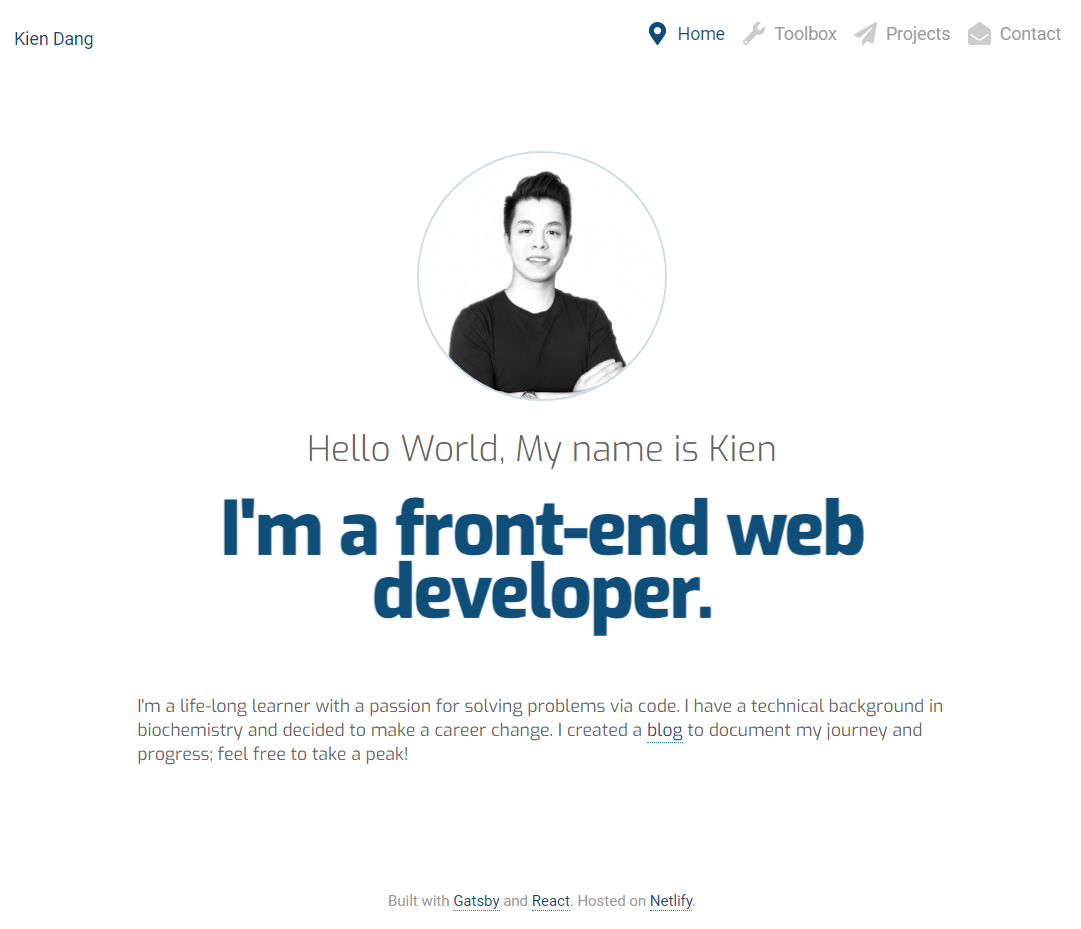 Kien Dang
Home Toolbox Projects Contact
Hello World, My name is Kien
I'm a front-end web
developer.
I'm a life-long learner with a passion for solving problems via code. I have a technical background in
biochemistry and decided to make a career change. I created a blog to document my journey and
progress; feel free to take a peak!
Built with Gatsby and React. Hosted on Netlify.